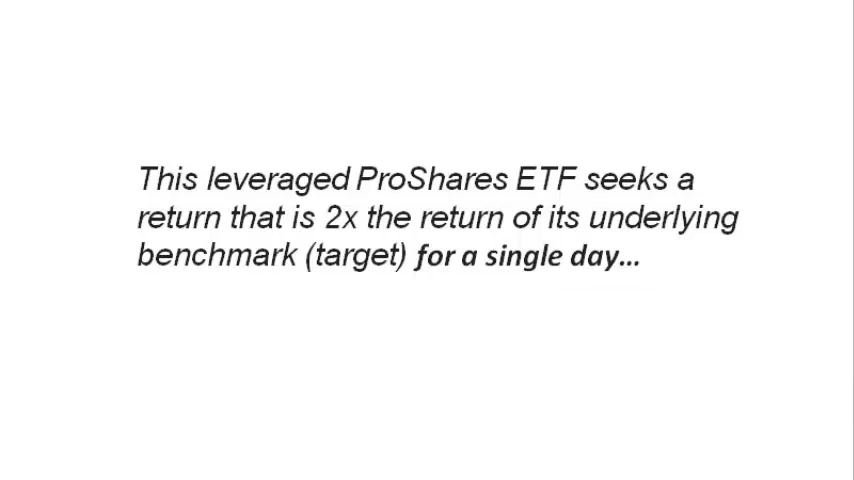 This leveraged ProShares ETF seeks a
return that is 2x the return of its underlying
benchmark (target) for a single day...